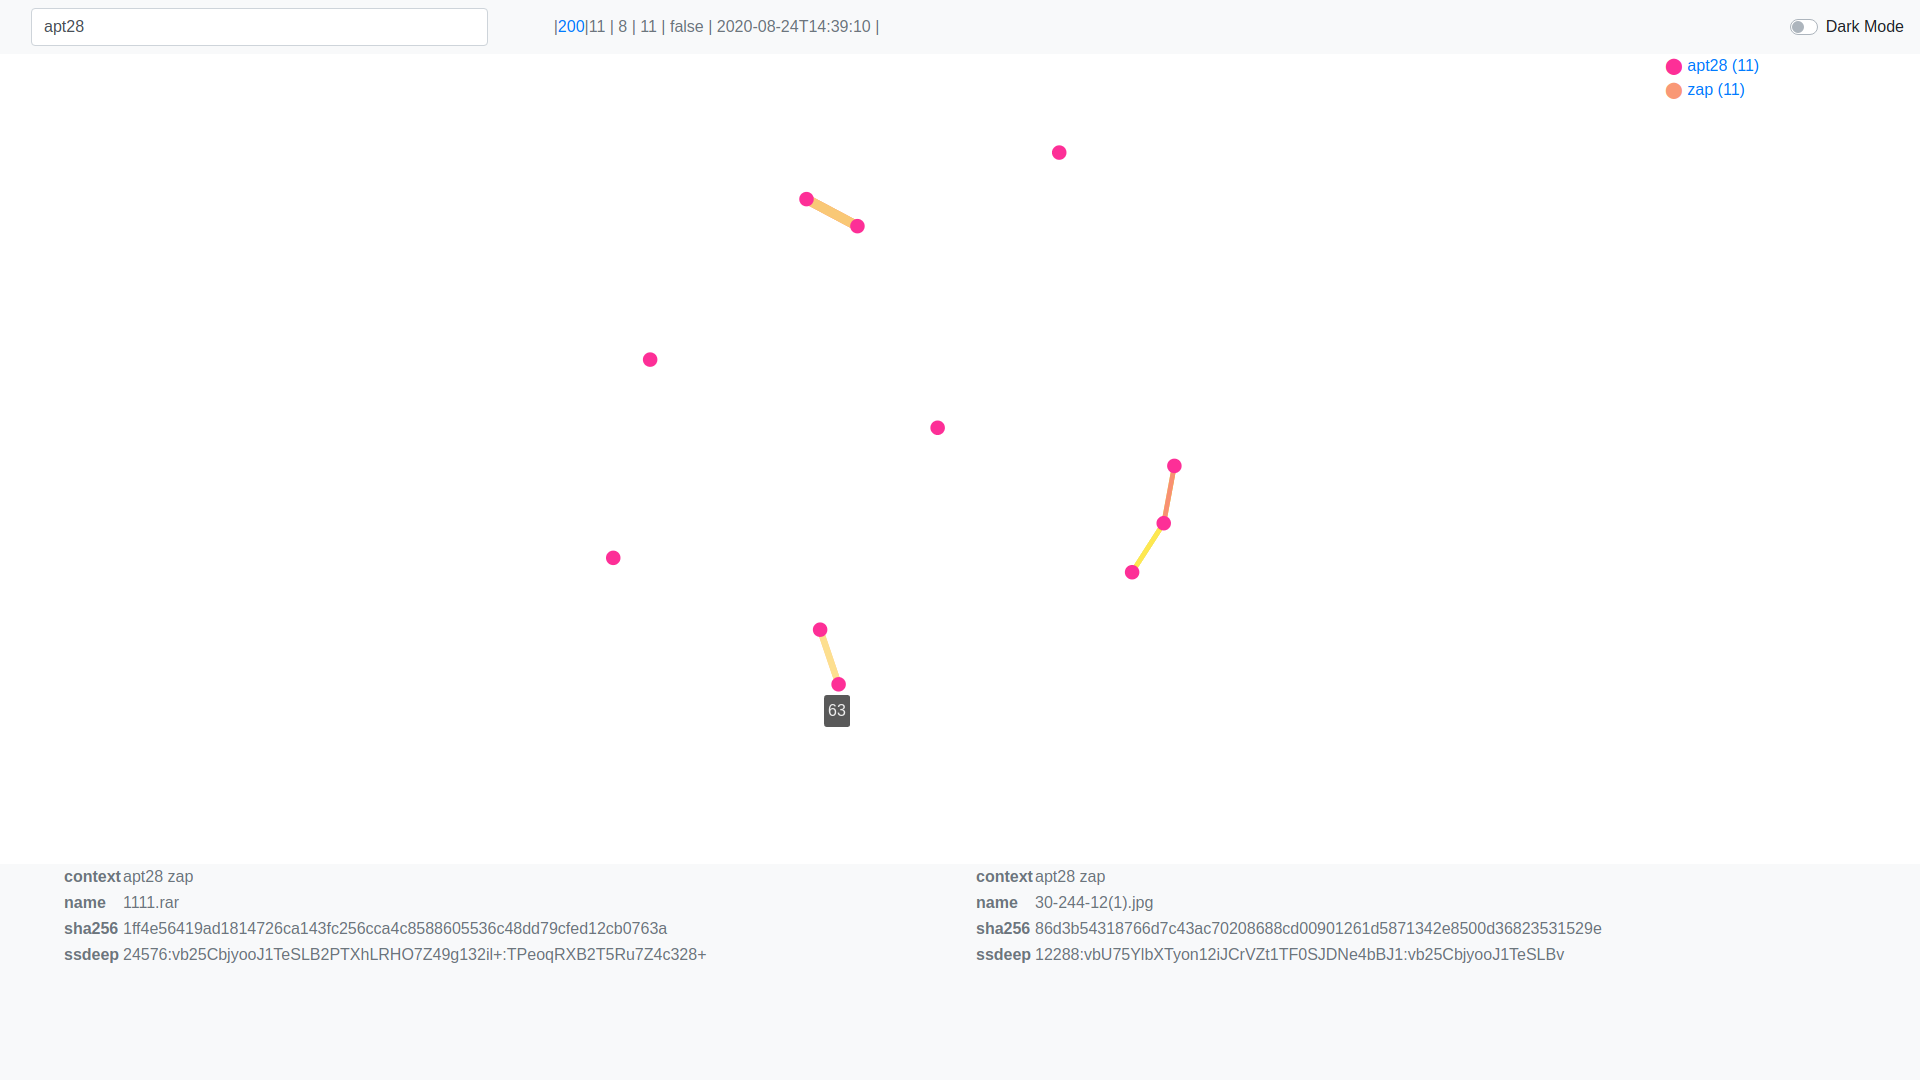 apt28
|200|11 | 8 | 11 | false | 2020-08-24T14:39:10 |
Dark Mode
apt28 (11)
zap (11)
63
context apt28 zap
name 1111.rar
sha256 1ff4e56419ad1814726ca143fc256cca4c8588605536c48dd79cfed12cb0763a
ssdeep 24576:vb25CbjyooJ1TeSLB2PTXhLRHO7Z49g132il+:TPeoqRXB2T5Ru7Z4c328+
context apt28 zap
name 30-244-12(1).jpg
sha256 86d3b54318766d7c43ac70208688cd00901261d5871342e8500d36823531529e
ssdeep 12288:vbU75YlbXTyon12iJCrVZt1TF0SJDNe4bBJ1:vb25CbjyooJ1TeSLBv